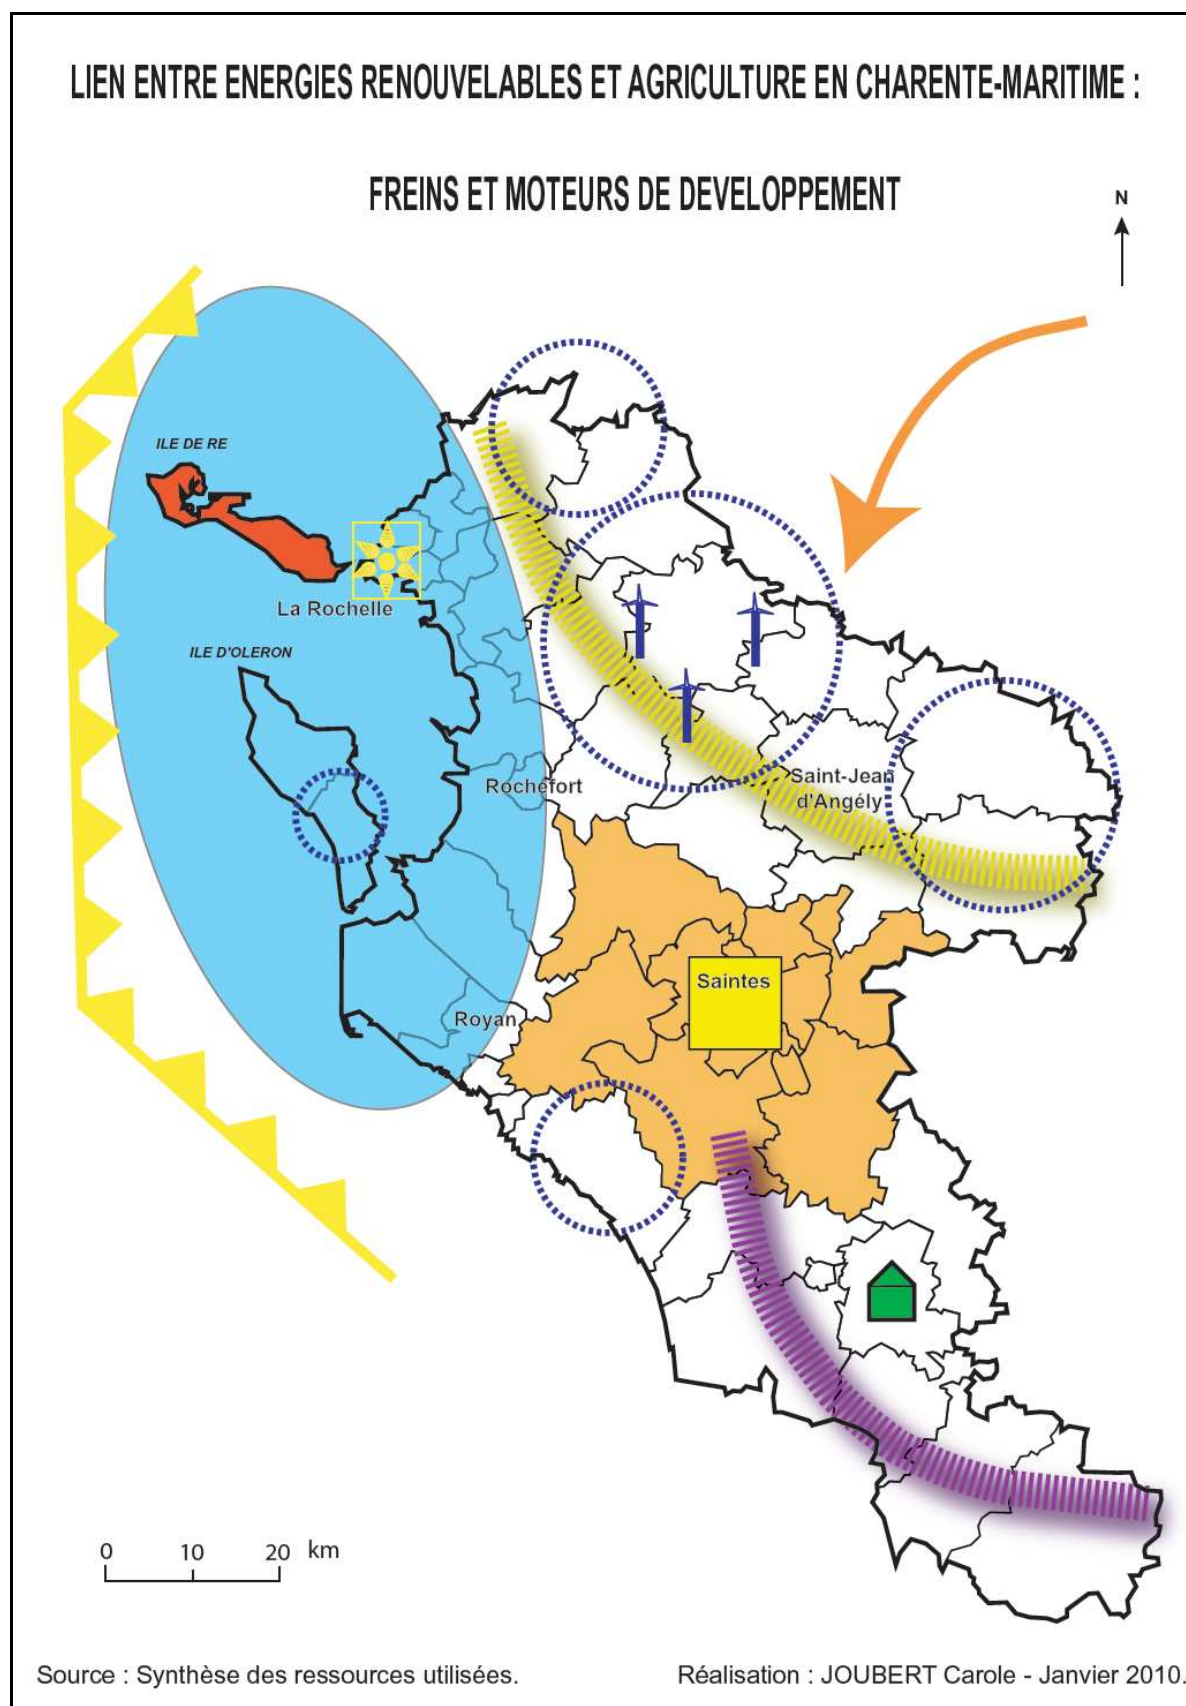 LIEN ENTRE ENERGIES RENOUVELABLES ET AGRICULTURE EN CHARENTE-MARITIME :
FREINS ET MOTEURS DE DEVELOPPEMENT
N
ILE DE RE
La Rochelle
ILE D'OLERON
Rochefort
Saint-Jean
d'Angély
Saintes
Royan
0 10 20 km
Source : Synthèse des ressources utilisées.
Réalisation : JOUBERT Carole - Janvier 2010.